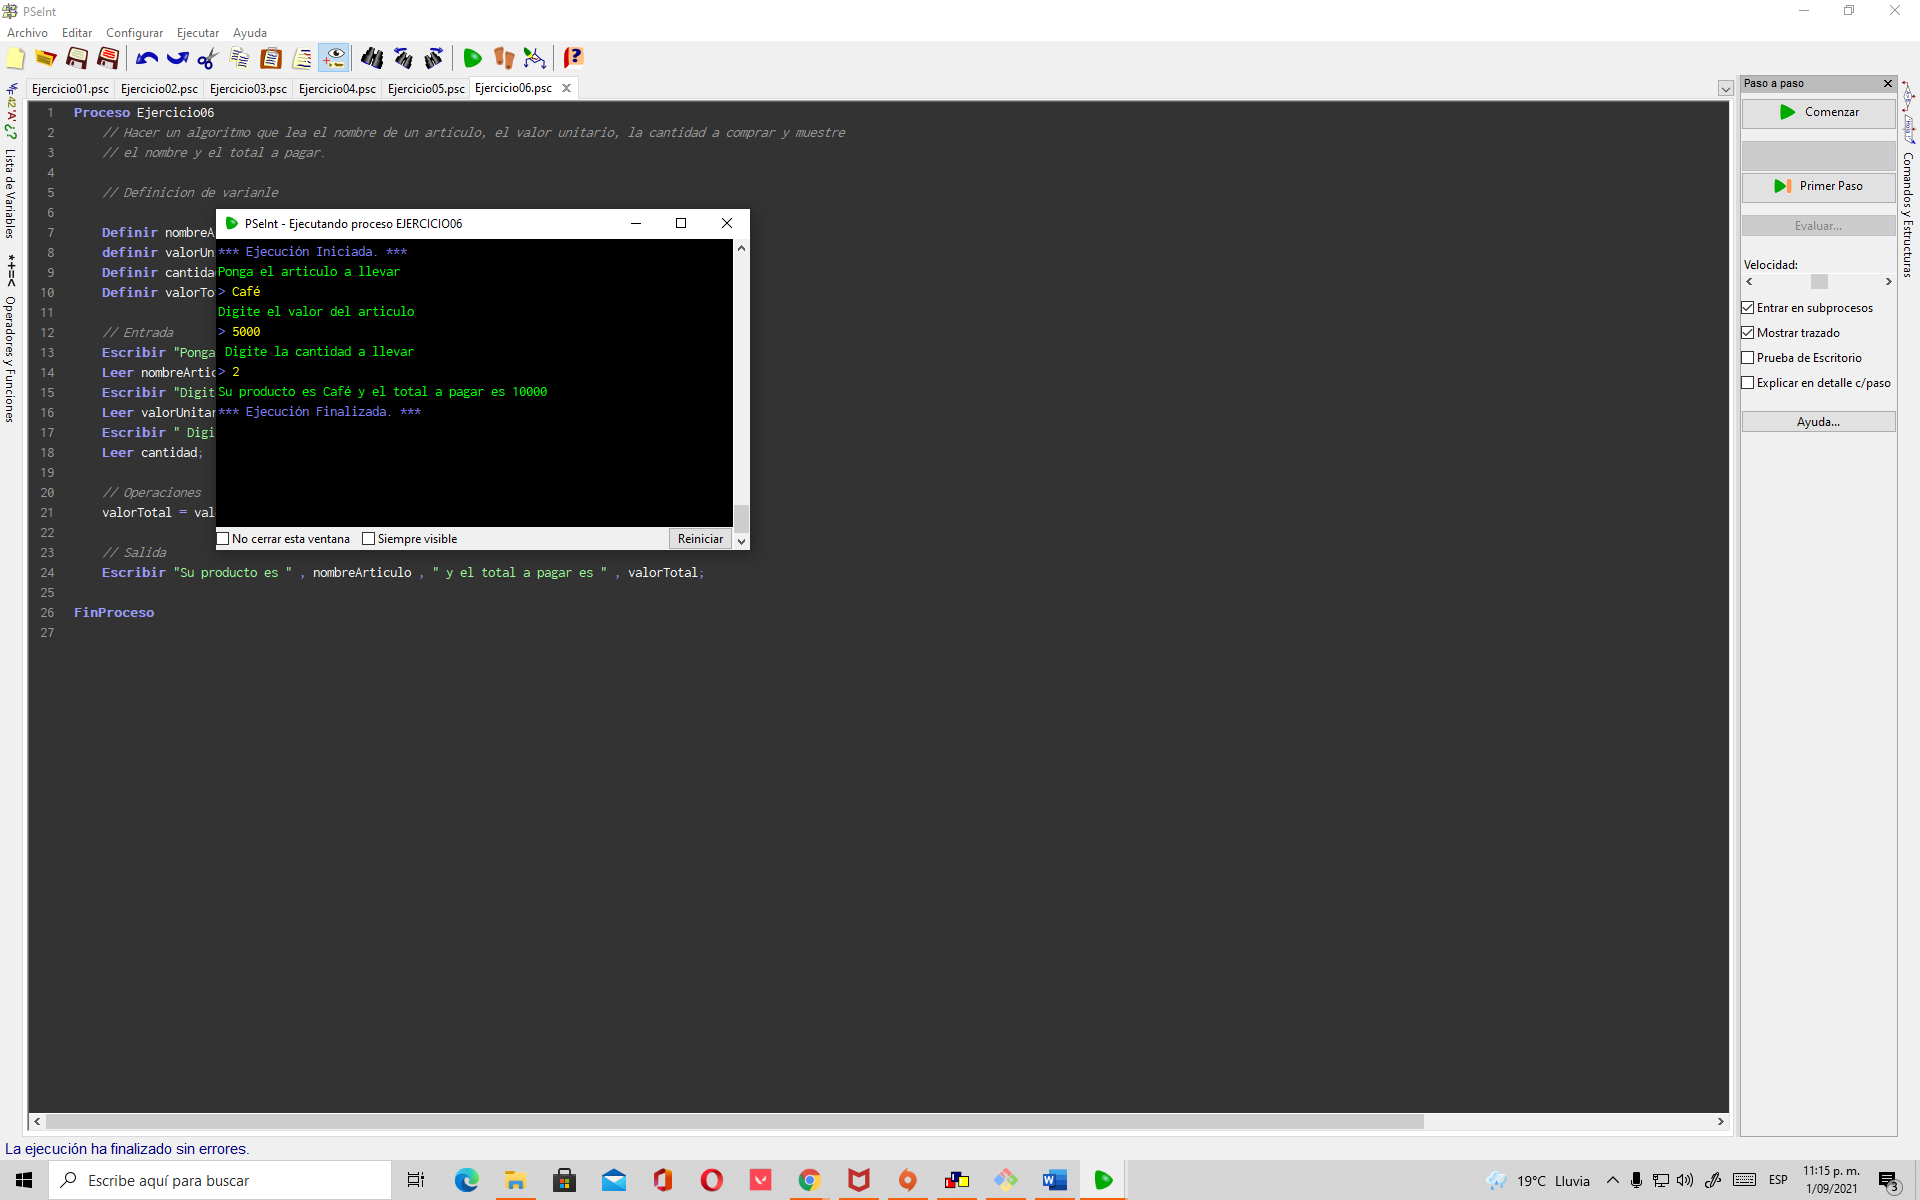 PSeInt
Archivo Editar Configurar Ejecutar Ayuda
Ejercicio01.psc Ejercicio02.psc Ejercicio03.psc Ejercicio04.psc Ejercicio05.psc Ejercicio06.psc
1 Proceso Ejercicio06
2 // Hacer un algoritmo que lea el nombre de un artículo, el valor unitario, la cantidad a comprar y muestre
3 // el nombre y el total a pagar.
4
5 // Definicion de varianle
6
7 Definir nombreA
8 definir valorUn
9 Definir cantida
10 Definir valorTo
11
12 // Entrada
13 Escribir "Ponga
14 Leer nombreArtic
15 Escribir "Digit
16 Leer valorUnitar
17 Escribir " Digi
18 Leer cantidad;
19
20 // Operaciones
21 valorTotal = val
22
23 // Salida
24 Escribir "Su producto es " , nombreArticulo , " y el total a pagar es " , valorTotal;
25
26 FinProceso
27
PSeInt - Ejecutando proceso EJERCICIO06
*** Ejecución Iniciada. ***
Ponga el articulo a llevar
> Café
Digite el valor del articulo
> 5000
Digite la cantidad a llevar
> 2
Su producto es Café y el total a pagar es 10000
*** Ejecución Finalizada. ***
No cerrar esta ventana Siempre visible Reiniciar
Lista de Variables
*+=< Operadores y Funciones
Paso a paso
Comenzar
Primer Paso
Evaluar...
Velocidad:
Entrar en subprocesos
Mostrar trazado
Prueba de Escritorio
Explicar en detalle c/paso
Ayuda...
Comandos y Estructuras
La ejecución ha finalizado sin errores.
Escribe aquí para buscar
19°C Lluvia
ESP
11:15 p. m.
1/09/2021
3